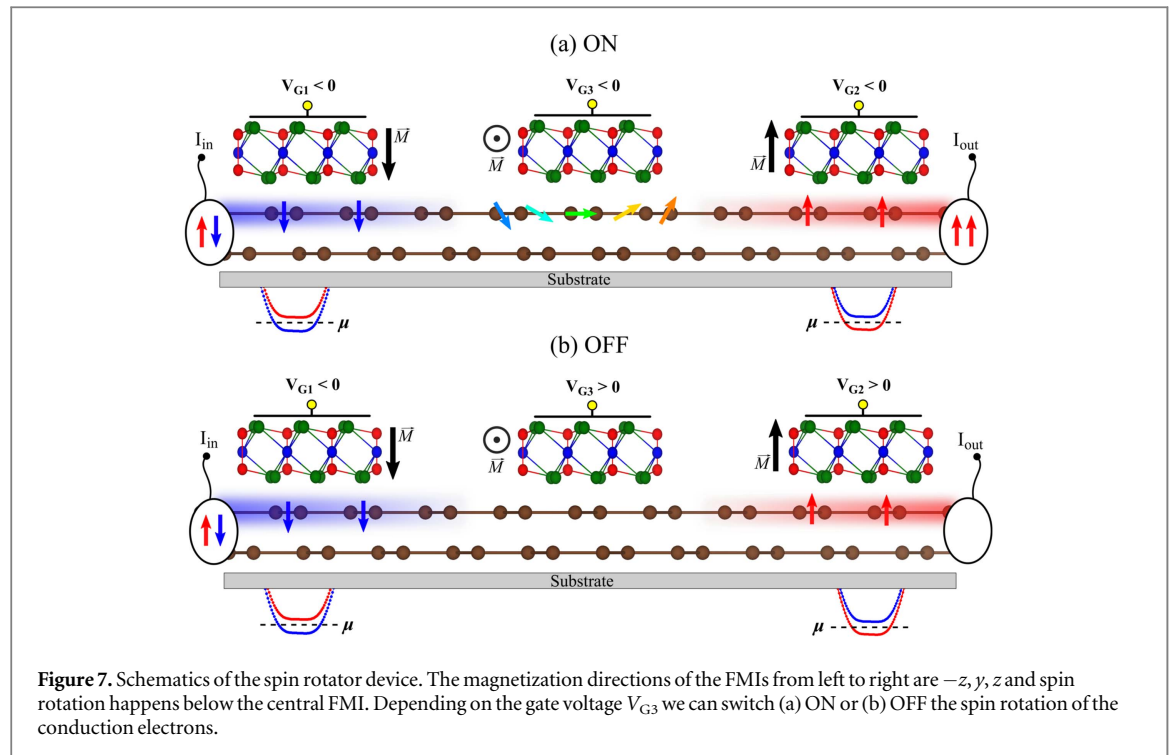 (a) ON
V_G1 < 0
V_G3 < 0
V_G2 < 0
I_in
M⃗
M⃗
M⃗
I_out
Substrate
μ
μ
(b) OFF
V_G1 < 0
V_G3 > 0
V_G2 > 0
I_in
M⃗
M⃗
M⃗
I_out
Substrate
μ
μ
Figure 7. Schematics of the spin rotator device. The magnetization directions of the FMIs from left to right are −z, y, z and spin
rotation happens below the central FMI. Depending on the gate voltage V_G3 we can switch (a) ON or (b) OFF the spin rotation of the
conduction electrons.